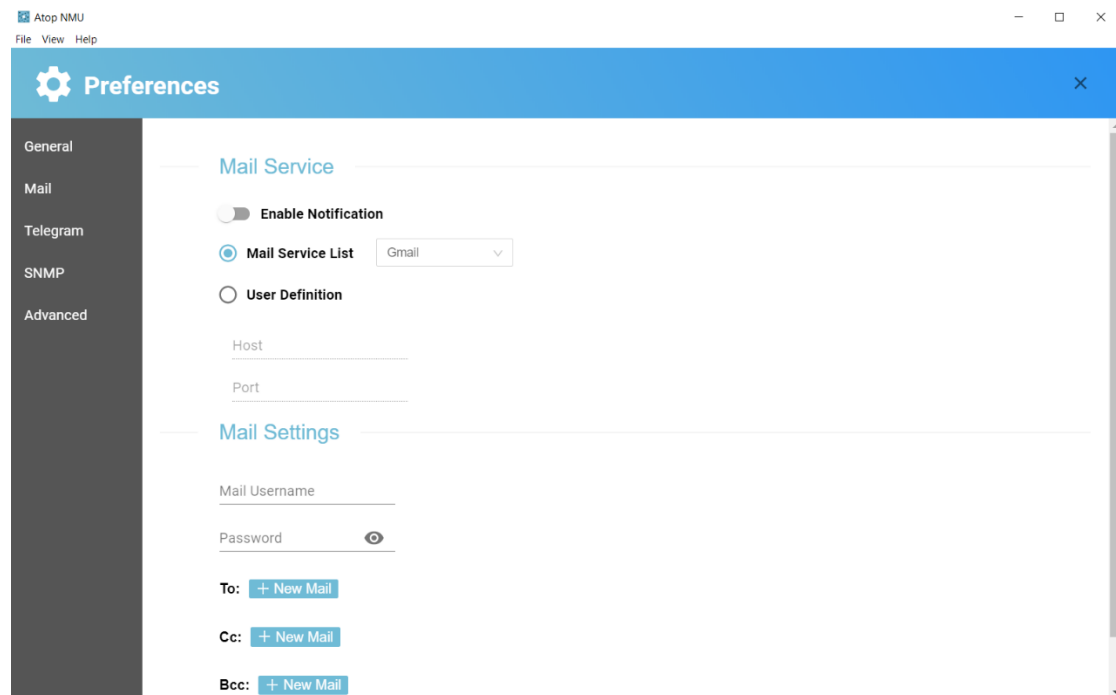 Atop NMU
File View Help
Preferences
General
Mail
Telegram
SNMP
Advanced
Mail Service
Enable Notification
Mail Service List Gmail
User Definition
Host
Port
Mail Settings
Mail Username
Password
To: + New Mail
Cc: + New Mail
Bcc: + New Mail